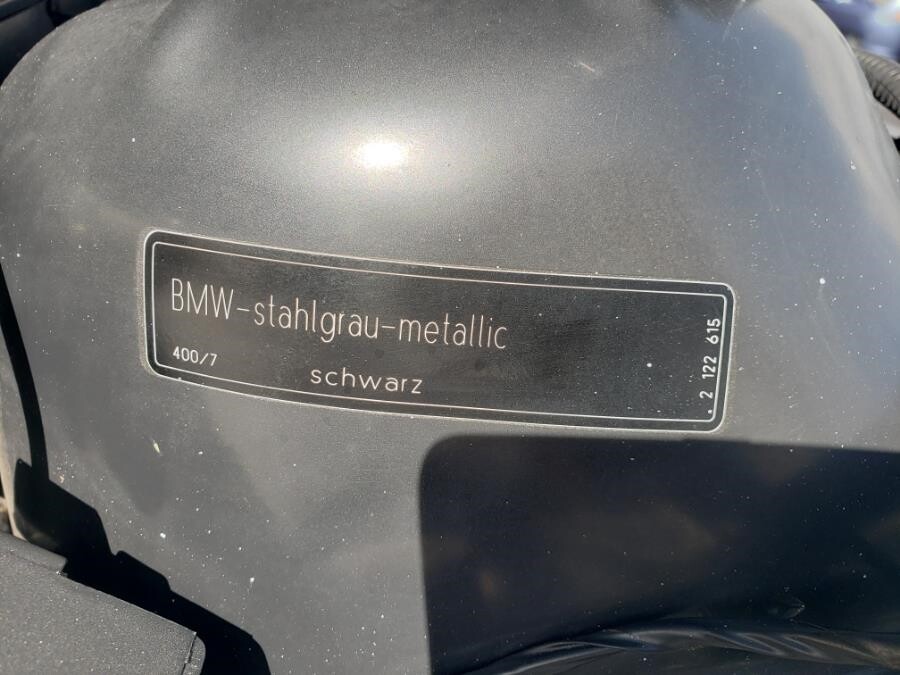 BMW-stahlgrau-metallic
400/7
schwarz
2 122 615